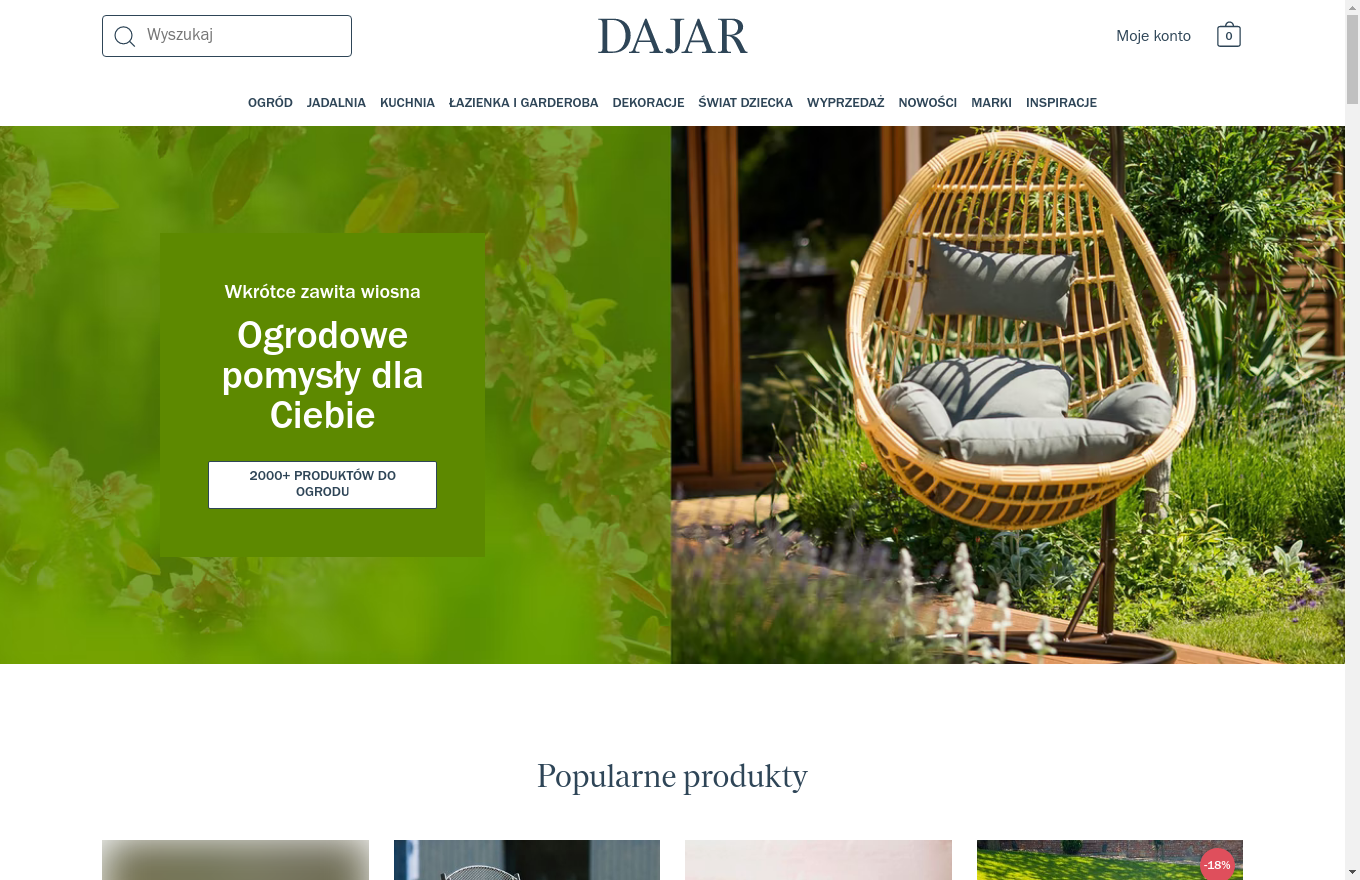 Wyszukaj
DAJAR
Moje konto
0
OGRÓD JADALNIA KUCHNIA ŁAZIENKA I GARDEROBA DEKORACJE ŚWIAT DZIECKA WYPRZEDAŻ NOWOŚCI MARKI INSPIRACJE
Wkrótce zawita wiosna
Ogrodowe
pomysły dla
Ciebie
2000+ PRODUKTÓW DO
OGRODU
Popularne produkty
-18%